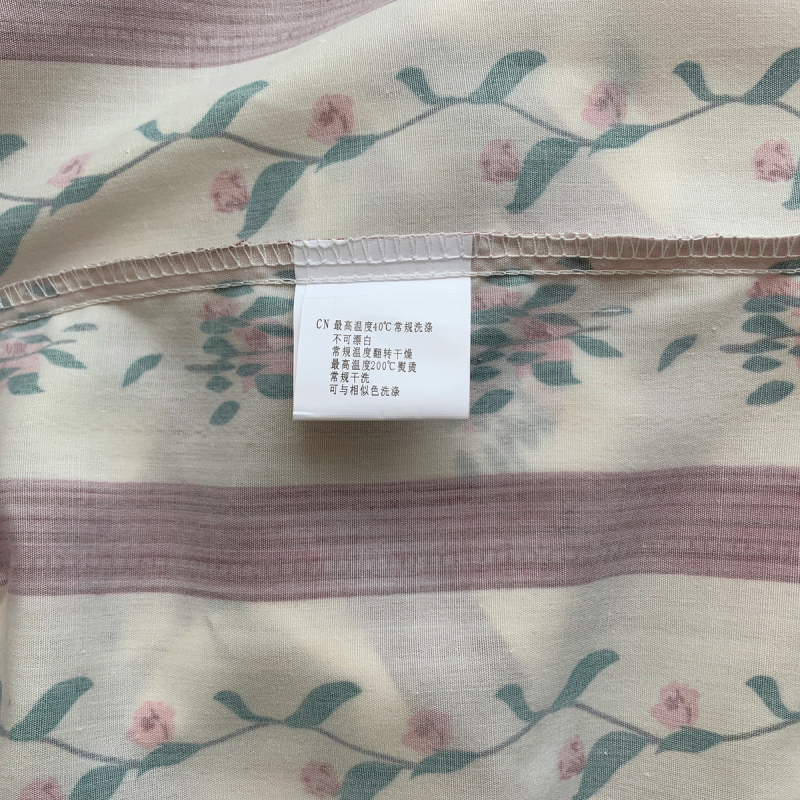 CN 最高温度40℃常规洗涤
不可漂白
常规温度翻转干燥
最高温度200℃熨烫
常规干洗
可与相似色洗涤